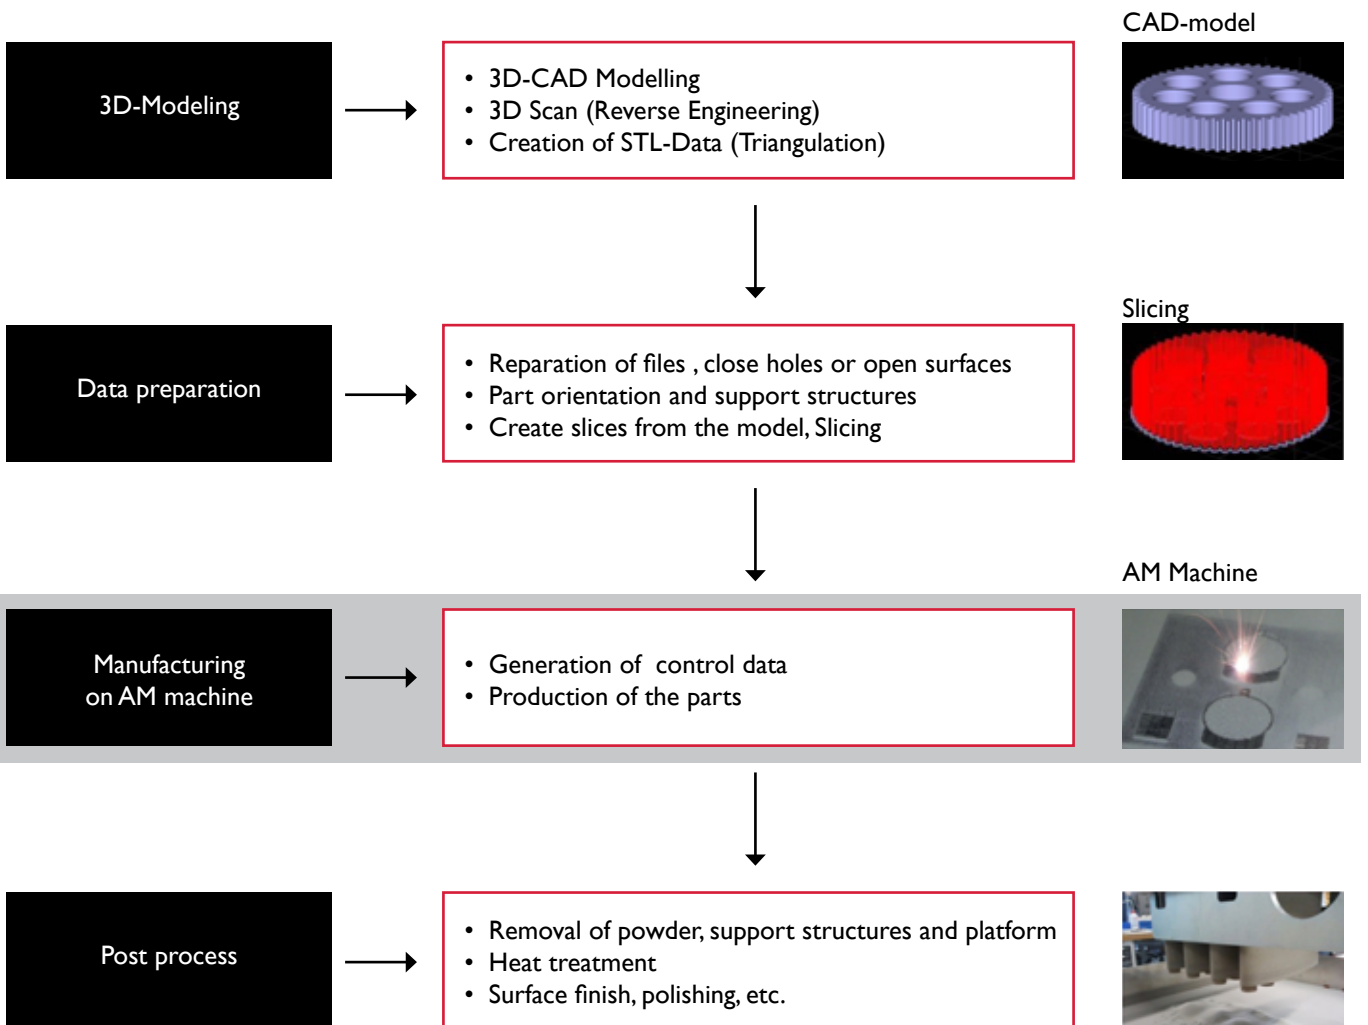 CAD-model
3D-Modeling
• 3D-CAD Modelling
• 3D Scan (Reverse Engineering)
• Creation of STL-Data (Triangulation)
Slicing
Data preparation
• Reparation of files , close holes or open surfaces
• Part orientation and support structures
• Create slices from the model, Slicing
AM Machine
Manufacturing
on AM machine
• Generation of  control data
• Production of the parts
Post process
• Removal of powder, support structures and platform
• Heat treatment
• Surface finish, polishing, etc.